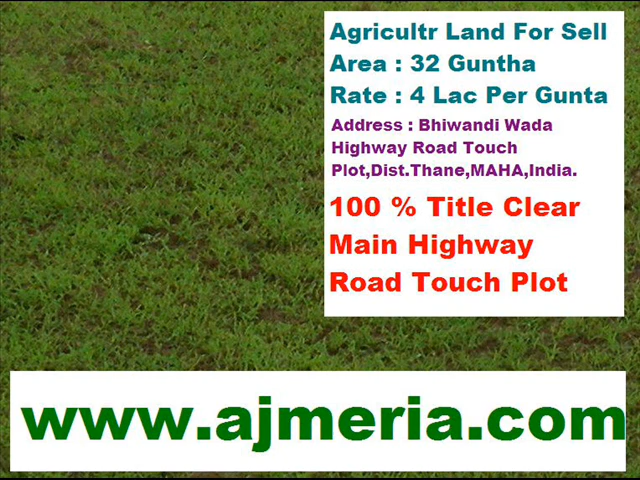 Agricultr Land For Sell
Area : 32 Guntha
Rate : 4 Lac Per Gunta
Address : Bhiwandi Wada
Highway Road Touch
Plot,Dist.Thane,MAHA,India.
100 % Title Clear
Main Highway
Road Touch Plot
www.ajmeria.com